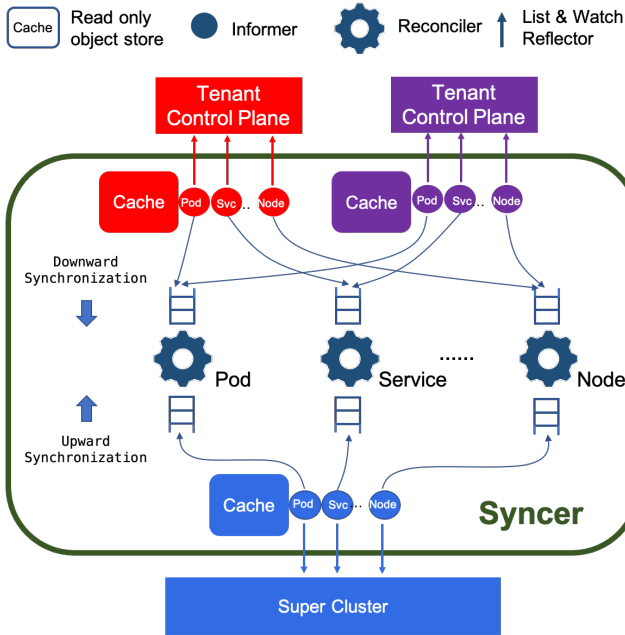 Cache
Read only
object store
Informer
Reconciler
List & Watch
Reflector
Tenant
Control Plane
Tenant
Control Plane
Cache
Pod
Svc
..
Node
Cache
Pod
Svc
..
Node
Downward
Synchronization
Pod
Service
......
Node
Upward
Synchronization
Cache
Pod
Svc
...
Node
Syncer
Super Cluster